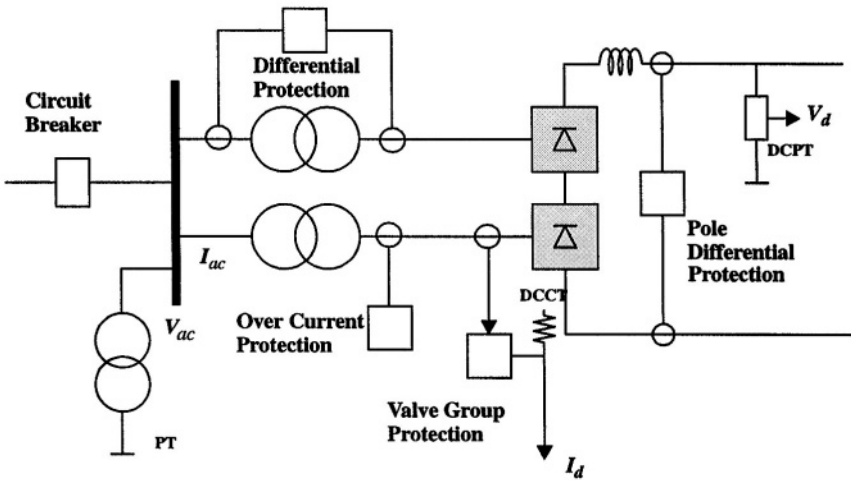 Differential
Protection
Circuit
Breaker
V_d
DCPT
Pole
Differential
Protection
I_ac
DCCT
V_ac
Over Current
Protection
Valve Group
Protection
PT
I_d